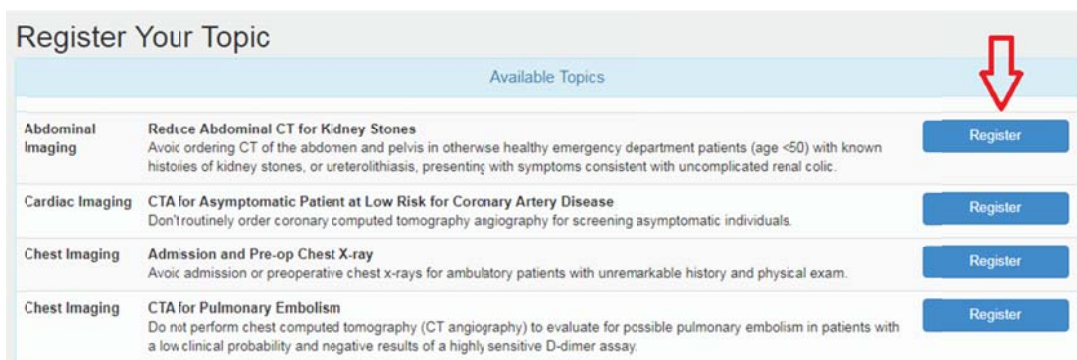 Register Your Topic
Available Topics
Abdominal Imaging
Reduce Abdominal CT for Kidney Stones
Register
Avoid ordering CT of the abdomen and pelvis in otherwise healthy emergency department patients (age <50) with known
histories of kidney stones, or ureterolithiasis, presenting with symptoms consistent with uncomplicated renal colic.
Cardiac Imaging
CTA for Asymptomatic Patient at Low Risk for Coronary Artery Disease
Register
Don't routinely order coronary computed tomography angiography for screening asymptomatic individuals.
Chest Imaging
Admission and Pre-op Chest X-ray
Register
Avoid admission or preoperative chest x-rays for ambulatory patients with unremarkable history and physical exam.
Chest Imaging
CTA for Pulmonary Embolism
Register
Do not perform chest computed tomography (CT angiography) to evaluate for possible pulmonary embolism in patients with
a low clinical probability and negative results of a highly sensitive D-dimer assay.